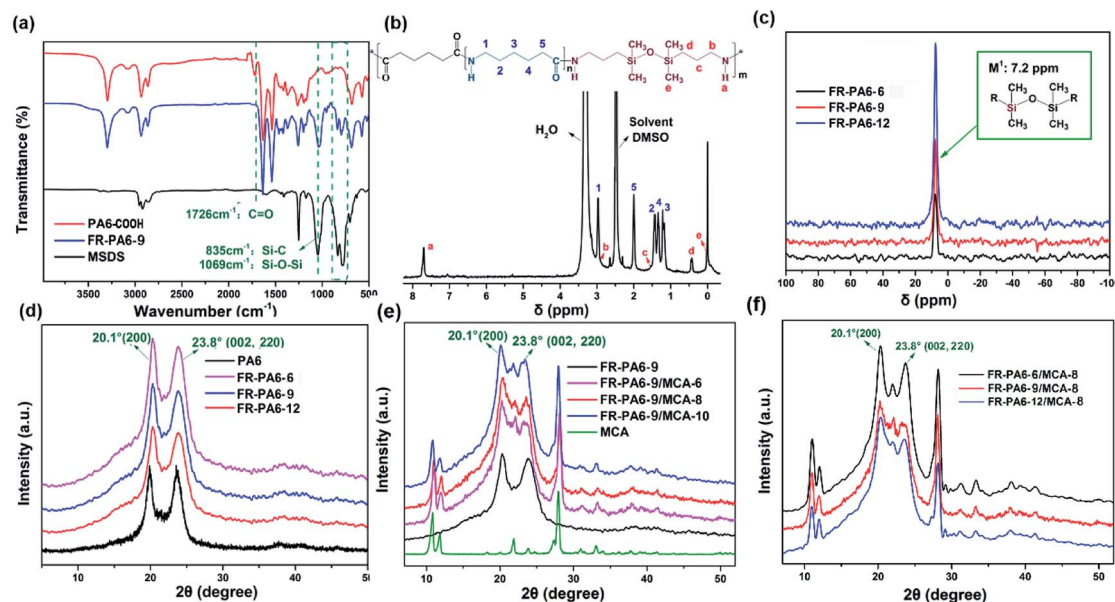 (a)
Transmittance (%)
1726cm⁻¹: C=O
835cm⁻¹: Si-C
1069cm⁻¹: Si-O-Si
PA6-COOH
FR-PA6-9
MSDS
4000 3000 2000 1000 500
Wavenumber (cm⁻¹)
(b)
O
O 1 3 5 O
N H 2 4 n
H N CH₃ CH₃ d b H N
Si O Si
CH₃ CH₃ c m
e a
H₂O
Solvent
DMSO
a 1 b 5 2 4 3 c d e
8 7 6 5 4 3 2 1 0
δ (ppm)
(c)
FR-PA6-6
FR-PA6-9
FR-PA6-12
M¹: 7.2 ppm
CH₃ CH₃
R Si O Si R
CH₃ CH₃
100 80 60 40 20 0 -20 -40 -60 -80 -100
δ (ppm)
(d)
Intensity (a.u.)
20.1°(200)
23.8° (002, 220)
PA6
FR-PA6-6
FR-PA6-9
FR-PA6-12
10 20 30 40 50
2θ (degree)
(e)
Intensity (a.u.)
20.1°(200)
23.8° (002, 220)
FR-PA6-9
FR-PA6-9/MCA-6
FR-PA6-9/MCA-8
FR-PA6-9/MCA-10
MCA
10 20 30 40 50
2θ (degree)
(f)
Intensity (a.u.)
20.1°(200)
23.8° (002, 220)
FR-PA6-6/MCA-8
FR-PA6-9/MCA-8
FR-PA6-12/MCA-8
10 20 30 40 50
2θ (degree)